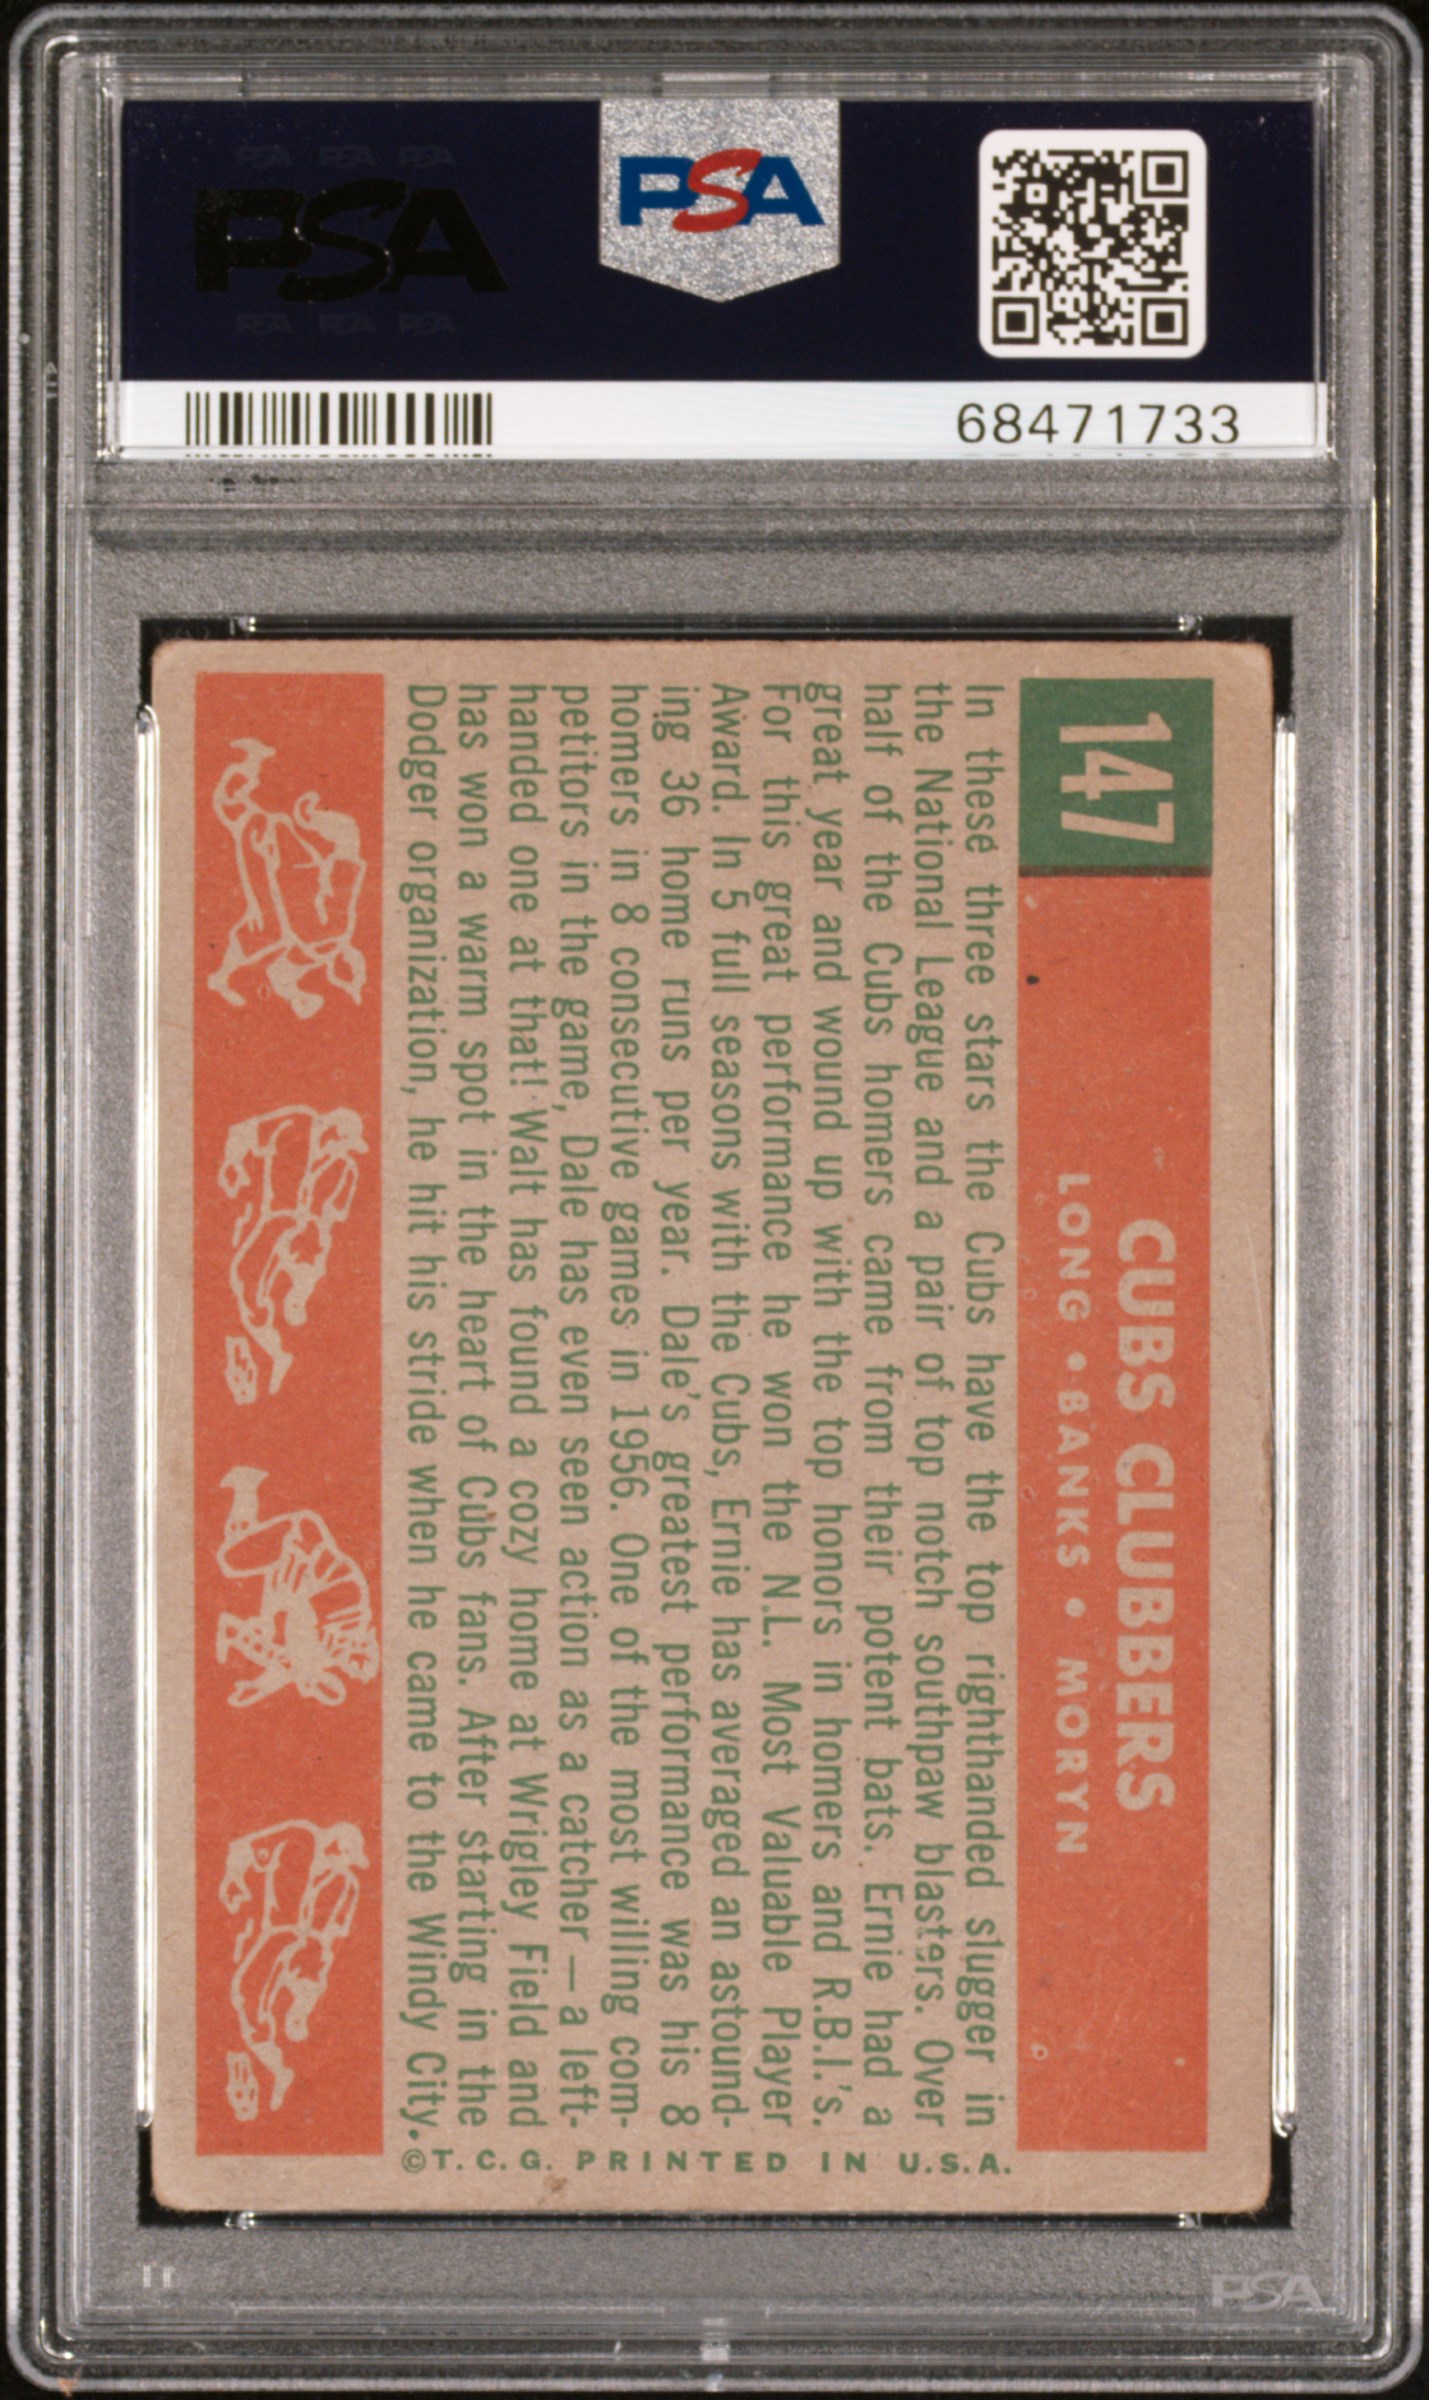 PSA PSA PSA
PSA
PSA PSA PSA
PSA
68471733
147
CUBS CLUBBERS
LONG • BANKS • MORYN
In these three stars the Cubs have the top righthanded slugger in
the National League and a pair of top notch southpaw blasters. Over
half of the Cubs homers came from their potent bats. Ernie had a
great year and wound up with the top honors in homers and R.B.I.'s.
For this great performance he won the N.L. Most Valuable Player
Award. In 5 full seasons with the Cubs, Ernie has averaged an astound-
ing 36 home runs per year. Dale's greatest performance was his 8
homers in 8 consecutive games in 1956. One of the most willing com-
petitors in the game, Dale has even seen action as a catcher — a left-
handed one at that! Walt has found a cozy home at Wrigley Field and
has won a warm spot in the heart of Cubs fans. After starting in the
Dodger organization, he hit his stride when he came to the Windy City.
©T.C.G. PRINTED IN U.S.A.
PSA